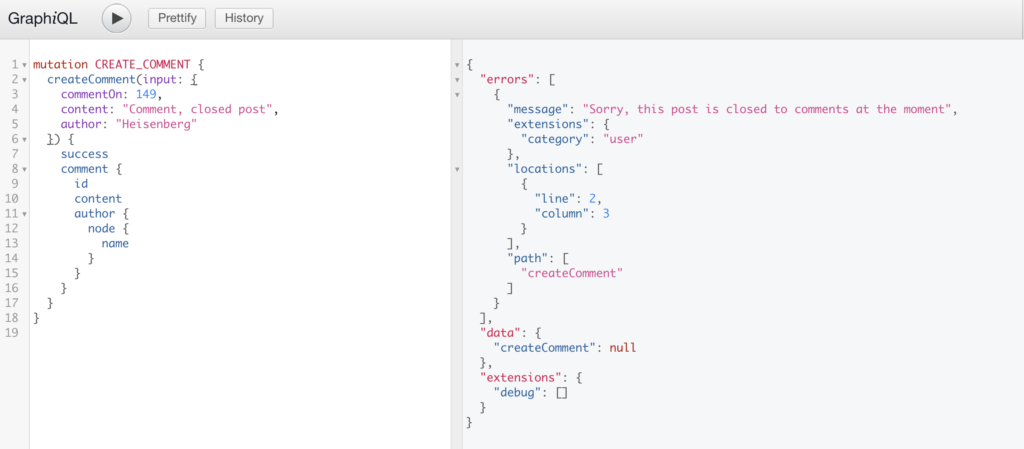 GraphiQL Prettify History
1 mutation CREATE_COMMENT {
2 createComment(input: {
3 commentOn: 149,
4 content: "Comment, closed post",
5 author: "Heisenberg"
6 }) {
7 success
8 comment {
9 id
10 content
11 author {
12 node {
13 name
14 }
15 }
16 }
17 }
18 }
19
{
"errors": [
{
"message": "Sorry, this post is closed to comments at the moment",
"extensions": {
"category": "user"
},
"locations": [
{
"line": 2,
"column": 3
}
],
"path": [
"createComment"
]
}
],
"data": {
"createComment": null
},
"extensions": {
"debug": []
}
}